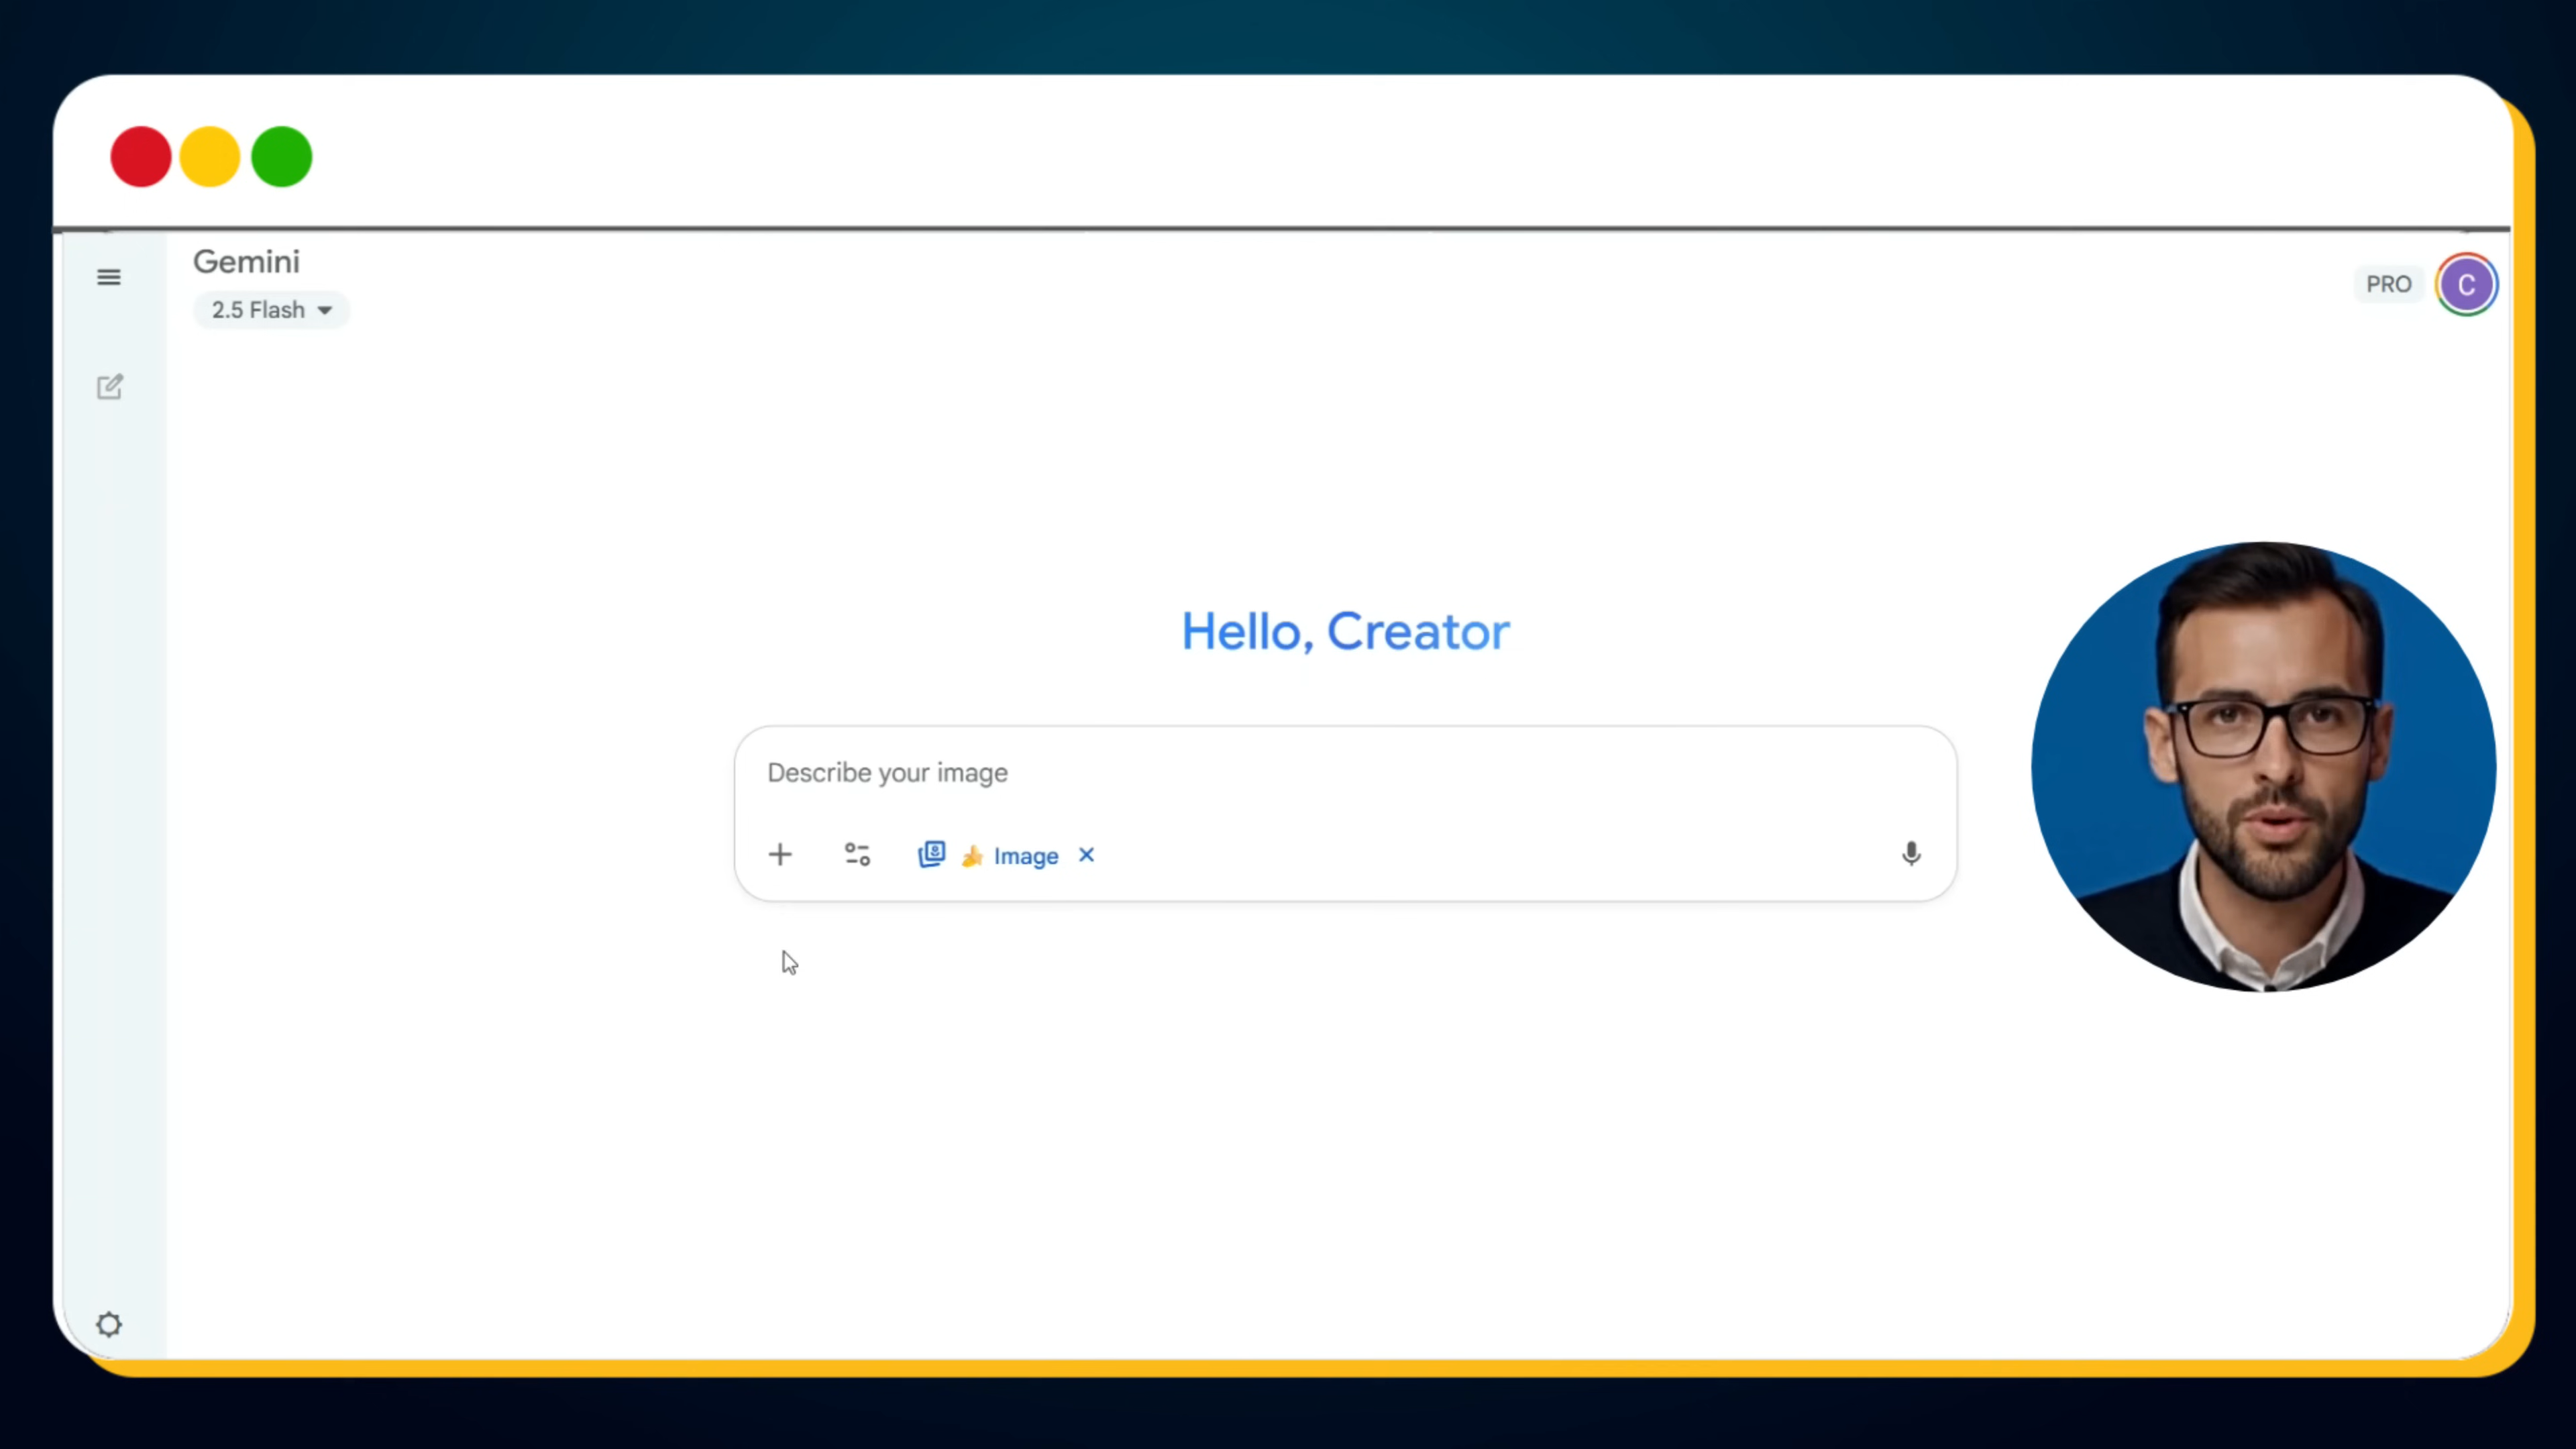 Gemini
2.5 Flash
PRO
C
Hello, Creator
Describe your image
Image